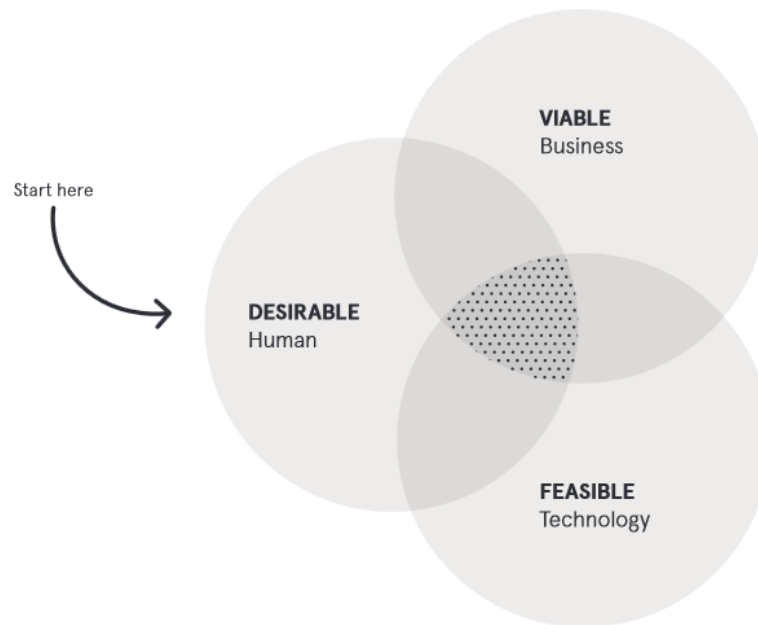 VIABLE
Business
Start here
DESIRABLE
Human
FEASIBLE
Technology